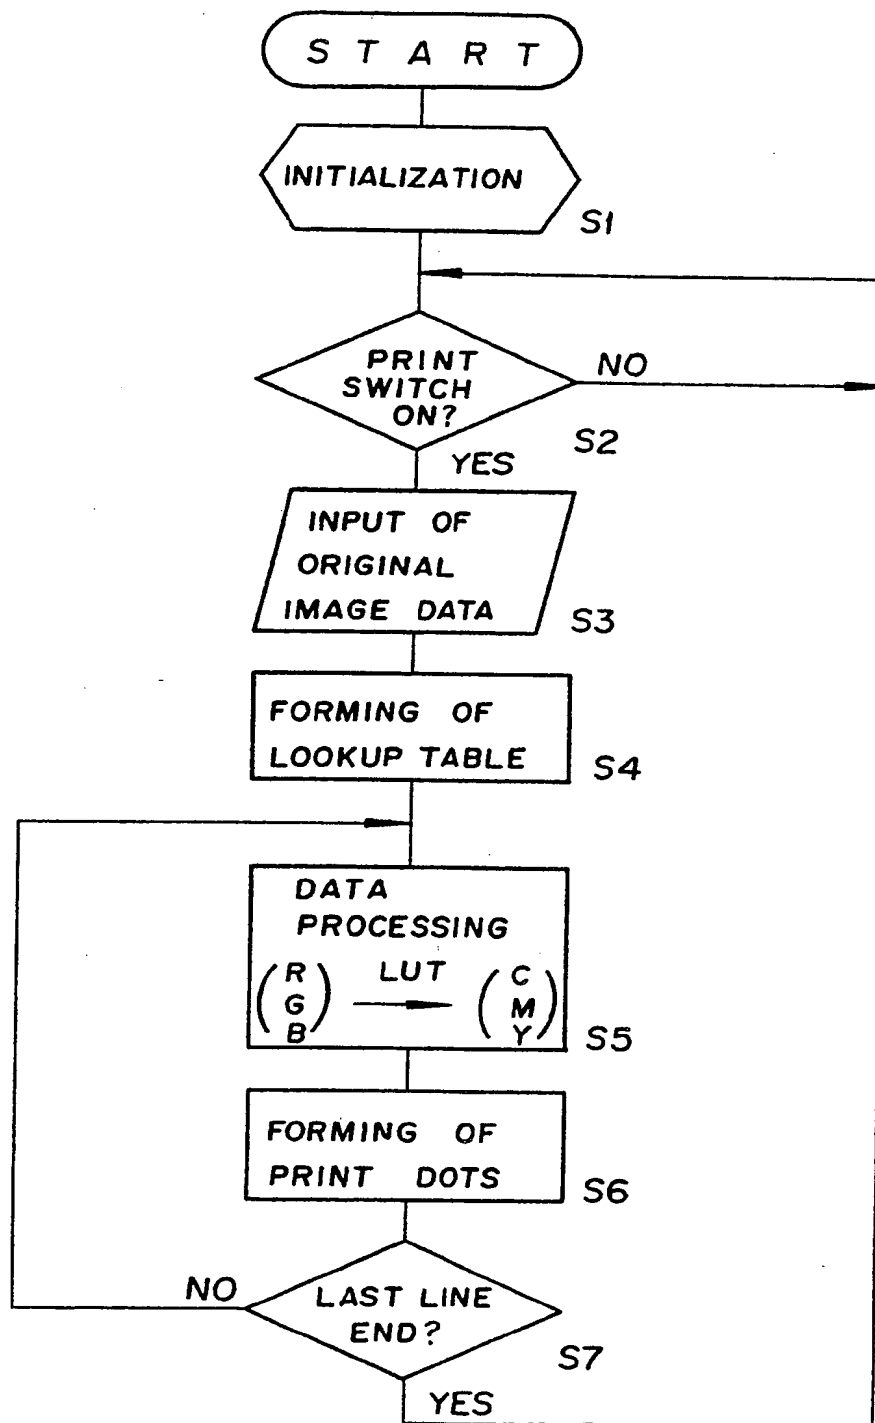 START
INITIALIZATION
S1
PRINT
SWITCH
ON?
NO
S2
YES
INPUT OF
ORIGINAL
IMAGE DATA
S3
FORMING OF
LOOKUP TABLE
S4
DATA
PROCESSING
R LUT C
G M
B Y
S5
FORMING OF
PRINT DOTS
S6
NO
LAST LINE
END?
S7
YES